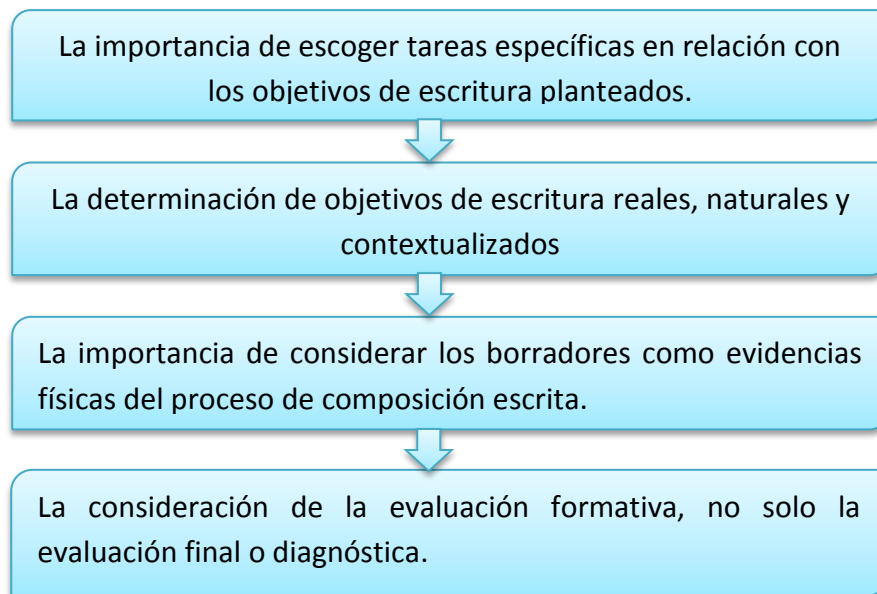 La importancia de escoger tareas específicas en relación con
los objetivos de escritura planteados.
La determinación de objetivos de escritura reales, naturales y
contextualizados
La importancia de considerar los borradores como evidencias
físicas del proceso de composición escrita.
La consideración de la evaluación formativa, no solo la
evaluación final o diagnóstica.